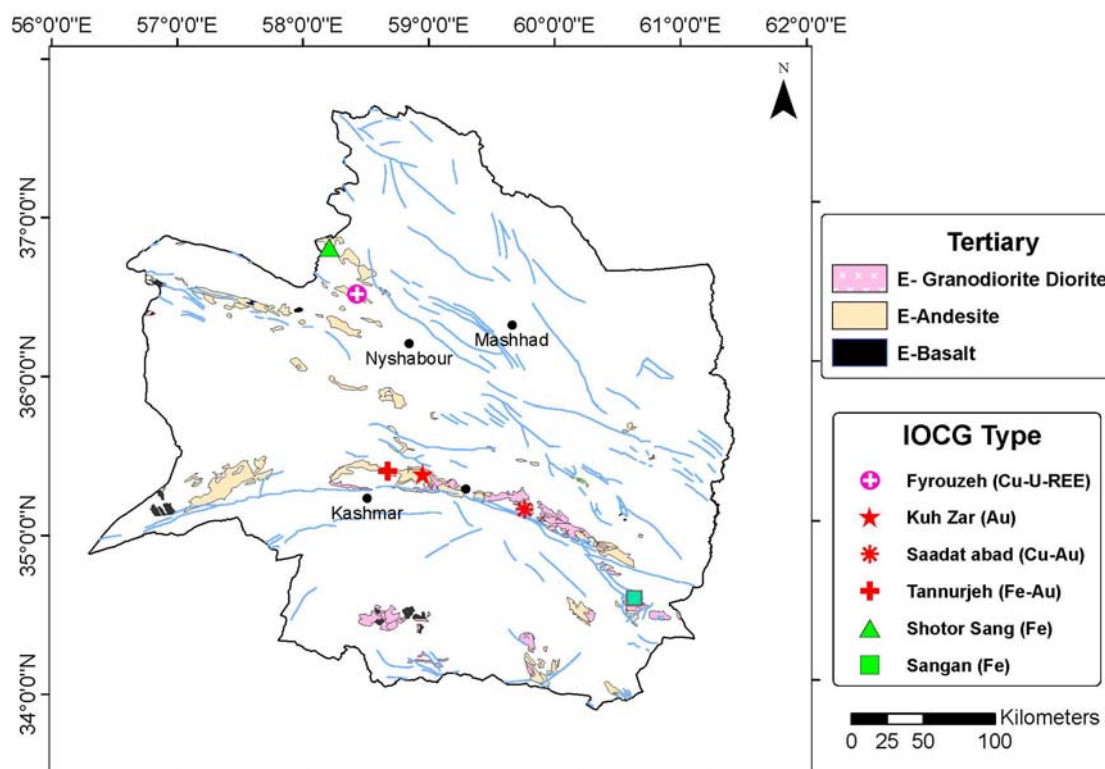 56°0'0"E 57°0'0"E 58°0'0"E 59°0'0"E 60°0'0"E 61°0'0"E 62°0'0"E
N
37°0'0"N
36°0'0"N
35°0'0"N
34°0'0"N
Mashhad
Nyshabour
Kashmar
Tertiary
E- Granodiorite Diorite
E-Andesite
E-Basalt
IOCG Type
Fyrouzeh (Cu-U-REE)
Kuh Zar (Au)
Saadat abad (Cu-Au)
Tannurjeh (Fe-Au)
Shotor Sang (Fe)
Sangan (Fe)
Kilometers
0 25 50 100